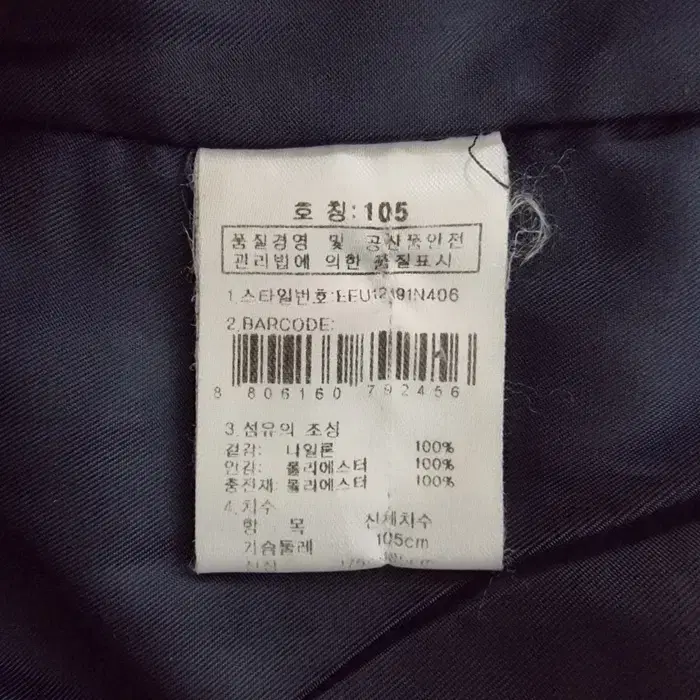 호 칭:105
품질경영 및 공산품안전
관리법에 의한 품질표시
1.스타일번호:EEU12191N406
2.BARCODE:
8 806160 792456
3.섬유의 조성
겉감: 나일론 100%
안감: 폴리에스터 100%
충전재:폴리에스터 100%
4.치수
항 목 신체치수
가슴둘레 105cm
신장